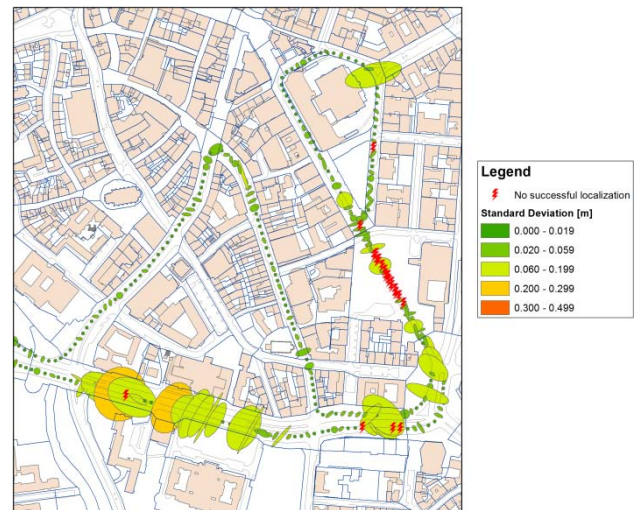 Legend
No successful localization
Standard Deviation [m]
0.000 - 0.019
0.020 - 0.059
0.060 - 0.199
0.200 - 0.299
0.300 - 0.499